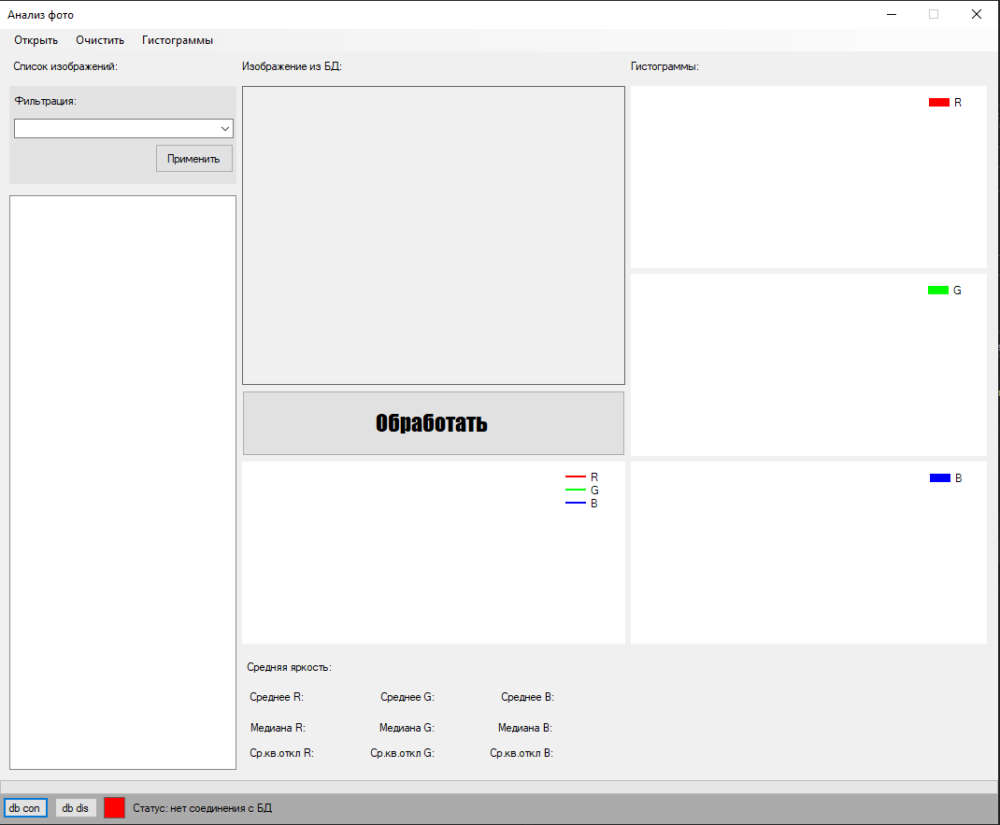 Анализ фото
Открыть Очистить Гистограммы
Список изображений: Изображение из БД: Гистограммы:
Фильтрация:
R
Применить
G
Обработать
R
G
B
B
Средняя яркость:
Среднее R: Среднее G: Среднее B:
Медиана R: Медиана G: Медиана B:
Ср.кв.откл R: Ср.кв.откл G: Ср.кв.откл B:
db con db dis Статус: нет соединения с БД